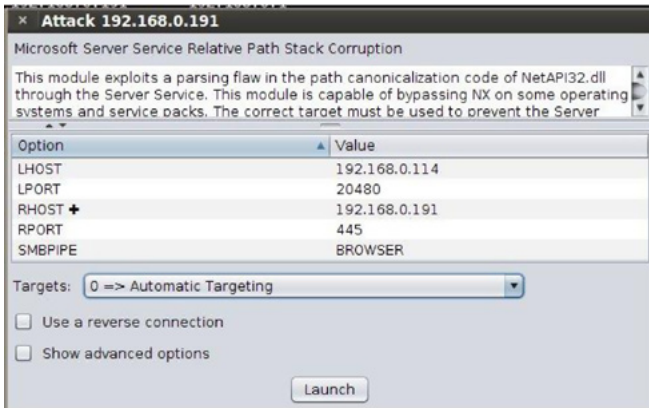 × Attack 192.168.0.191
Microsoft Server Service Relative Path Stack Corruption
This module exploits a parsing flaw in the path canonicalization code of NetAPI32.dll
through the Server Service. This module is capable of bypassing NX on some operating
systems and service packs. The correct target must be used to prevent the Server
Option Value
LHOST 192.168.0.114
LPORT 20480
RHOST ✚ 192.168.0.191
RPORT 445
SMBPIPE BROWSER
Targets: 0 => Automatic Targeting
Use a reverse connection
Show advanced options
Launch